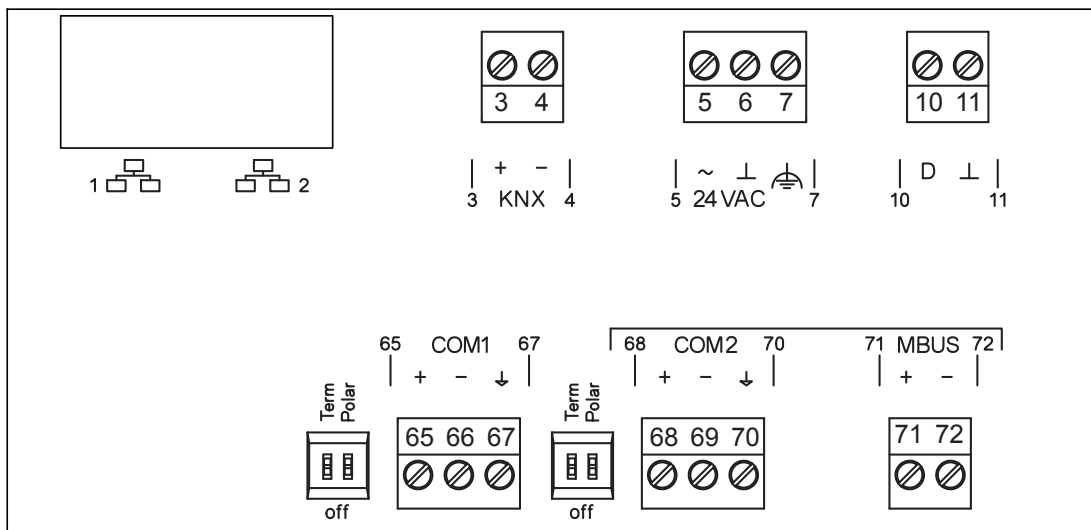 3 4
5 6 7
10 11
1
2
+ −
3 KNX 4
~ ⊥ ⏚
5 24 VAC 7
D ⊥
10 11
65 COM1 67
+ −
68 COM2 70
+ −
71 MBUS 72
+ −
Term
Polar
off
65 66 67
Term
Polar
off
68 69 70
71 72